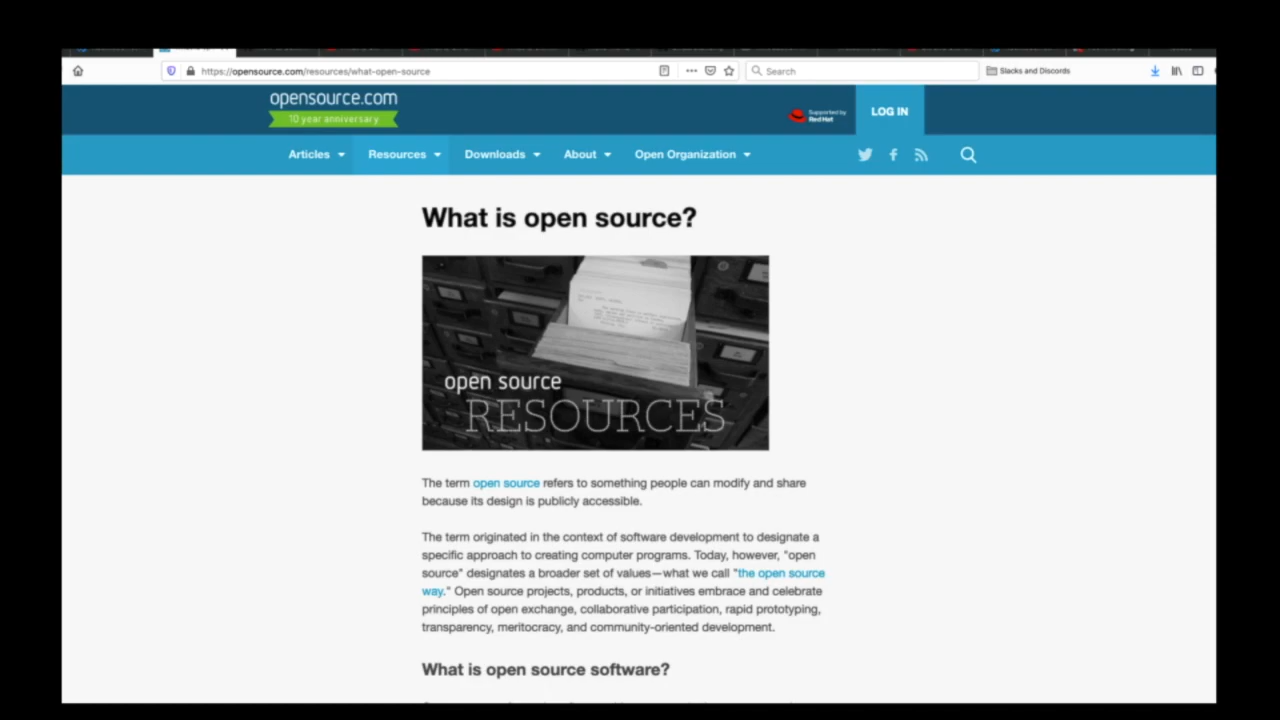 https://opensource.com/resources/what-open-source
Search
Slacks and Discords
opensource.com
10 year anniversary
Supported by
Red Hat
LOG IN
Articles
Resources
Downloads
About
Open Organization
What is open source?
open source
RESOURCES
The term open source refers to something people can modify and share
because its design is publicly accessible.
The term originated in the context of software development to designate a
specific approach to creating computer programs. Today, however, "open
source" designates a broader set of values—what we call "the open source
way." Open source projects, products, or initiatives embrace and celebrate
principles of open exchange, collaborative participation, rapid prototyping,
transparency, meritocracy, and community-oriented development.
What is open source software?